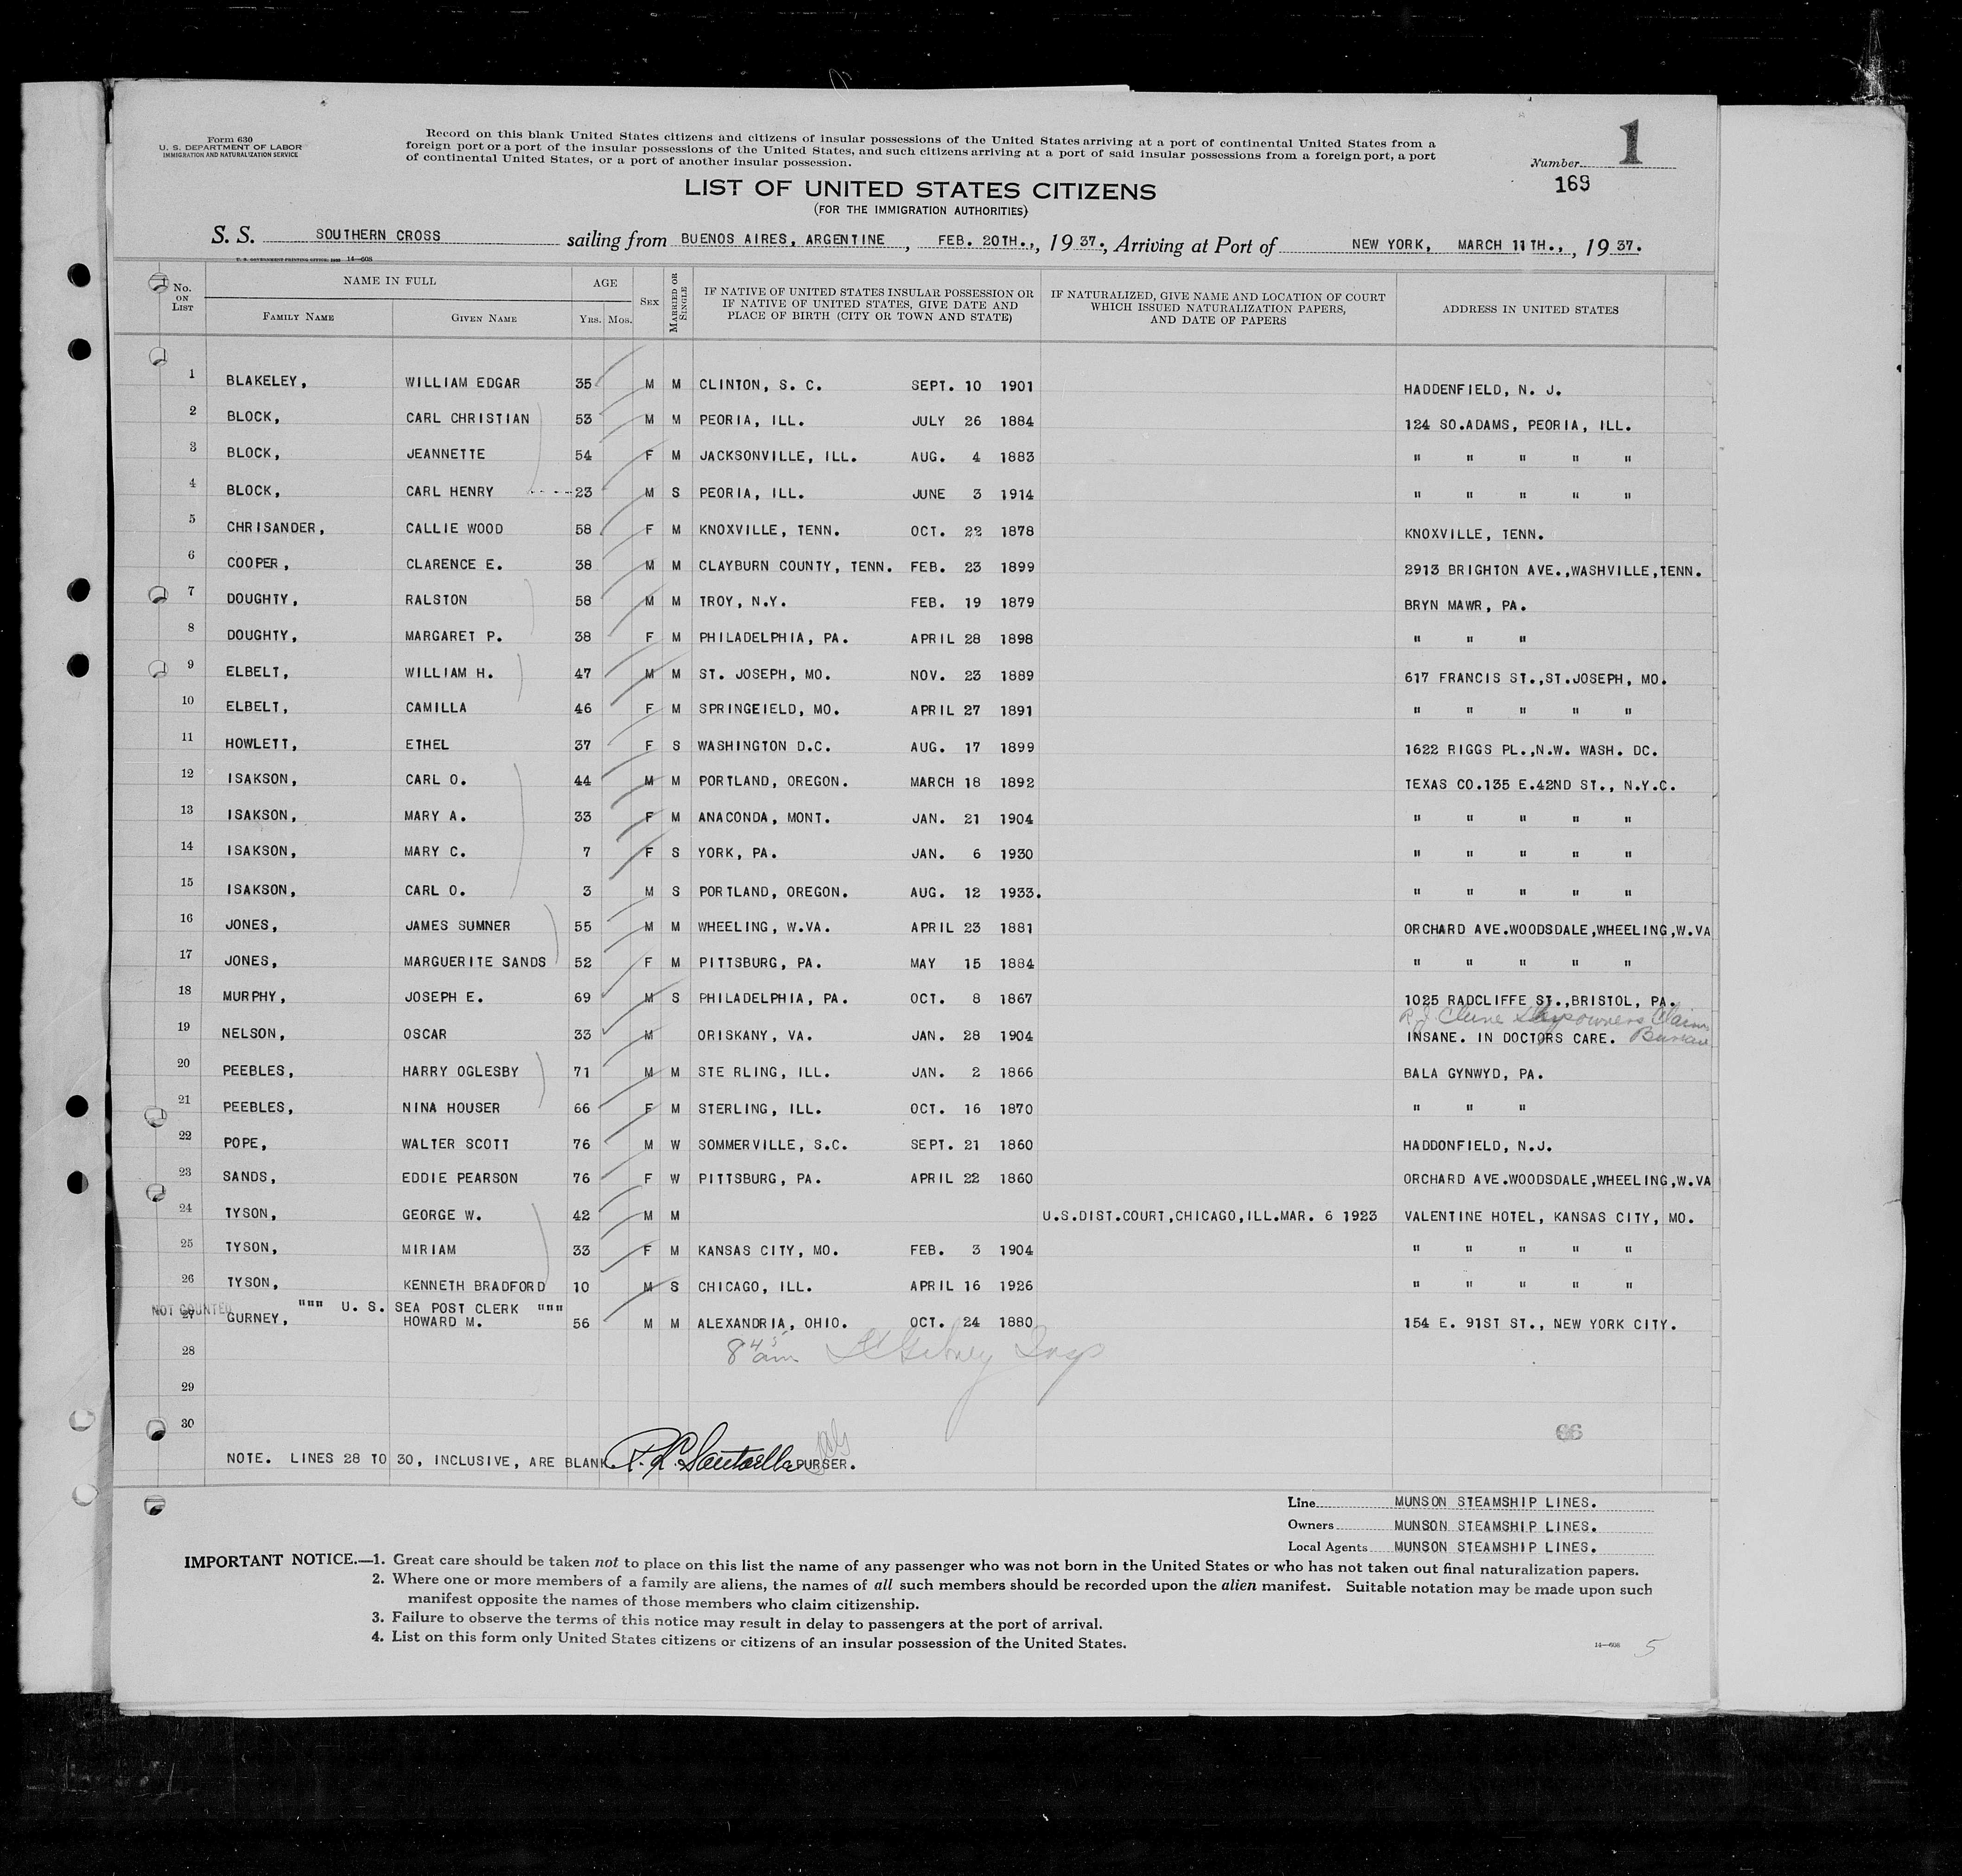 Form 630
U. S. DEPARTMENT OF LABOR
IMMIGRATION AND NATURALIZATION SERVICE
Record on this blank United States citizens and citizens of insular possessions of the United States arriving at a port of continental United States from a
foreign port or a port of the insular possessions of the United States, and such citizens arriving at a port of said insular possessions from a foreign port, a port
of continental United States, or a port of another insular possession.
Number 1
169
LIST OF UNITED STATES CITIZENS
(FOR THE IMMIGRATION AUTHORITIES)
S. S. SOUTHERN CROSS sailing from BUENOS AIRES, ARGENTINE, FEB. 20TH., 1937., Arriving at Port of NEW YORK, MARCH 11TH., 1937.
U. S. GOVERNMENT PRINTING OFFICE 14—608
No. ON LIST NAME IN FULL AGE SEX MARRIED OR SINGLE IF NATIVE OF UNITED STATES INSULAR POSSESSION OR IF NATIVE OF UNITED STATES, GIVE DATE AND PLACE OF BIRTH (CITY OR TOWN AND STATE) IF NATURALIZED, GIVE NAME AND LOCATION OF COURT WHICH ISSUED NATURALIZATION PAPERS, AND DATE OF PAPERS ADDRESS IN UNITED STATES
FAMILY NAME GIVEN NAME YRS. MOS.
1 BLAKELEY, WILLIAM EDGAR 35 M M CLINTON, S. C. SEPT. 10 1901 HADDENFIELD, N. J.
2 BLOCK, CARL CHRISTIAN 53 M M PEORIA, ILL. JULY 26 1884 124 SO.ADAMS, PEORIA, ILL.
3 BLOCK, JEANNETTE 54 F M JACKSONVILLE, ILL. AUG. 4 1883 " " " " "
4 BLOCK, CARL HENRY ----23 M S PEORIA, ILL. JUNE 3 1914 " " " " "
5 CHRISANDER, CALLIE WOOD 58 F M KNOXVILLE, TENN. OCT. 22 1878 KNOXVILLE, TENN.
6 COOPER, CLARENCE E. 38 M M CLAYBURN COUNTY, TENN. FEB. 23 1899 2913 BRIGHTON AVE.,WASHVILLE,TENN.
7 DOUGHTY, RALSTON 58 M M TROY, N.Y. FEB. 19 1879 BRYN MAWR, PA.
8 DOUGHTY, MARGARET P. 38 F M PHILADELPHIA, PA. APRIL 28 1898 " " "
9 ELBELT, WILLIAM H. 47 M M ST. JOSEPH, MO. NOV. 23 1889 617 FRANCIS ST.,ST.JOSEPH, MO.
10 ELBELT, CAMILLA 46 F M SPRINGEIELD, MO. APRIL 27 1891 " " " " "
11 HOWLETT, ETHEL 37 F S WASHINGTON D.C. AUG. 17 1899 1622 RIGGS PL.,N.W. WASH. DC.
12 ISAKSON, CARL O. 44 M M PORTLAND, OREGON. MARCH 18 1892 TEXAS CO.135 E.42ND ST., N.Y.C.
13 ISAKSON, MARY A. 33 F M ANACONDA, MONT. JAN. 21 1904 " " " " "
14 ISAKSON, MARY C. 7 F S YORK, PA. JAN. 6 1930 " " " " "
15 ISAKSON, CARL O. 3 M S PORTLAND, OREGON. AUG. 12 1933. " " " " "
16 JONES, JAMES SUMNER 55 M M WHEELING, W.VA. APRIL 23 1881 ORCHARD AVE.WOODSDALE,WHEELING,W.VA
17 JONES, MARGUERITE SANDS 52 F M PITTSBURG, PA. MAY 15 1884 " " " " "
18 MURPHY, JOSEPH E. 69 M S PHILADELPHIA, PA. OCT. 8 1867 1025 RADCLIFFE ST.,BRISTOL, PA.
R.J. Clune Shipowners Claims Bureau
19 NELSON, OSCAR 33 M ORISKANY, VA. JAN. 28 1904 INSANE. IN DOCTORS CARE.
20 PEEBLES, HARRY OGLESBY 71 M M STE RLING, ILL. JAN. 2 1866 BALA GYNWYD, PA.
21 PEEBLES, NINA HOUSER 66 F M STERLING, ILL. OCT. 16 1870 " " "
22 POPE, WALTER SCOTT 76 M W SOMMERVILLE, S.C. SEPT. 21 1860 HADDONFIELD, N.J.
23 SANDS, EDDIE PEARSON 76 F W PITTSBURG, PA. APRIL 22 1860 ORCHARD AVE.WOODSDALE,WHEELING,W.VA
24 TYSON, GEORGE W. 42 M M U.S.DIST.COURT,CHICAGO,ILL.MAR. 6 1923 VALENTINE HOTEL, KANSAS CITY, MO.
25 TYSON, MIRIAM 33 F M KANSAS CITY, MO. FEB. 3 1904 " " " " "
26 TYSON, KENNETH BRADFORD 10 M S CHICAGO, ILL. APRIL 16 1926 " " " " "
NOT COUNTED """ U. S. SEA POST CLERK """
27 GURNEY, HOWARD M. 56 M M ALEXANDRIA, OHIO. OCT. 24 1880 154 E. 91ST ST., NEW YORK CITY.
28 8 45 am Insp
29
30 66
NOTE. LINES 28 TO 30, INCLUSIVE, ARE BLANK. PURSER.
Line MUNSON STEAMSHIP LINES.
Owners MUNSON STEAMSHIP LINES.
Local Agents MUNSON STEAMSHIP LINES.
IMPORTANT NOTICE.—1. Great care should be taken not to place on this list the name of any passenger who was not born in the United States or who has not taken out final naturalization papers.
2. Where one or more members of a family are aliens, the names of all such members should be recorded upon the alien manifest. Suitable notation may be made upon such
manifest opposite the names of those members who claim citizenship.
3. Failure to observe the terms of this notice may result in delay to passengers at the port of arrival.
4. List on this form only United States citizens or citizens of an insular possession of the United States.
14—608 5